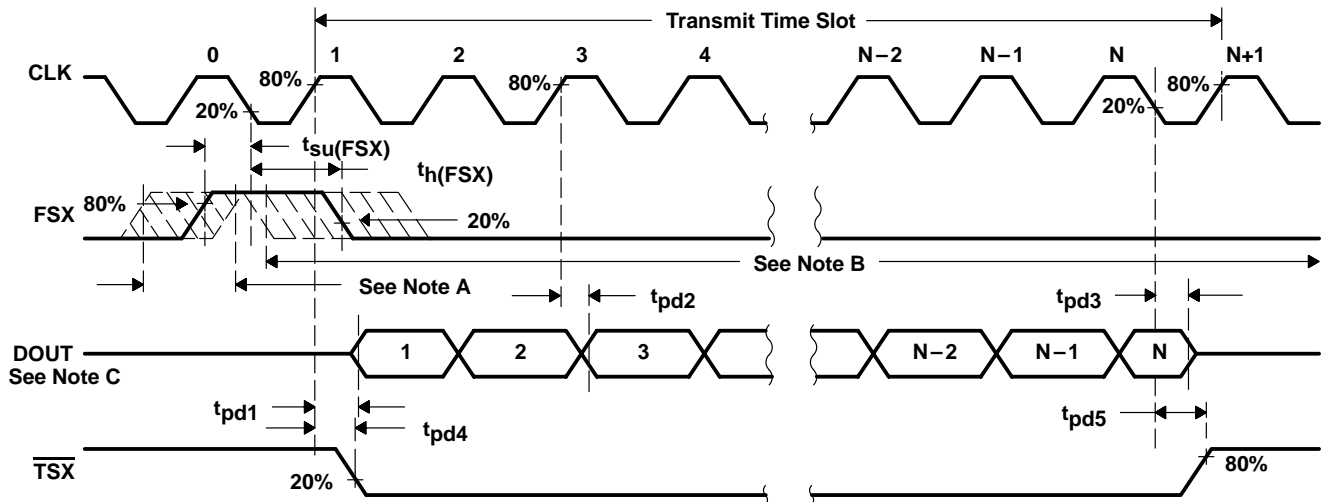 Transmit Time Slot
0 1 2 3 4 N–2 N–1 N N+1
CLK
80% 80% 80%
20% 20%
tsu(FSX)
th(FSX)
FSX
80%
20%
See Note B
See Note A
tpd2
tpd3
DOUT
See Note C
1 2 3 N–2 N–1 N
tpd1
tpd4
tpd5
TSX
20%
80%